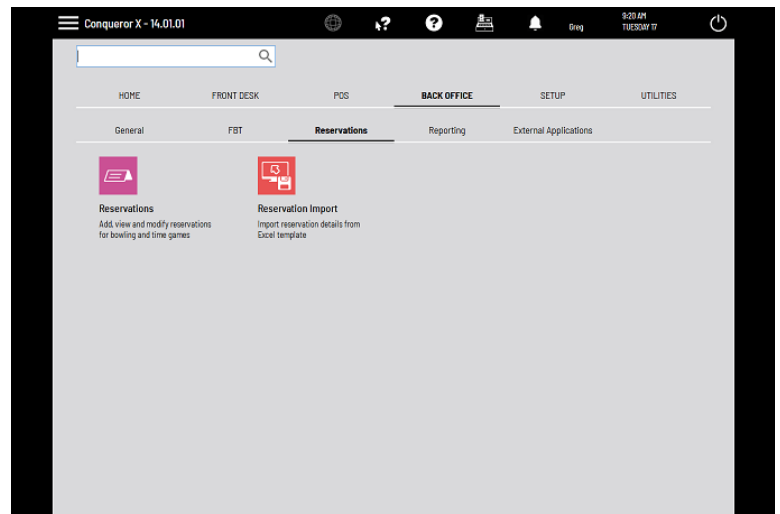 Conqueror X - 14.01.01
Greg
9:20 AM
TUESDAY 17
HOME FRONT DESK POS BACK OFFICE SETUP UTILITIES
General FBT Reservations Reporting External Applications
Reservations
Add, view and modify reservations
for bowling and time games
Reservation Import
Import reservation details from
Excel template